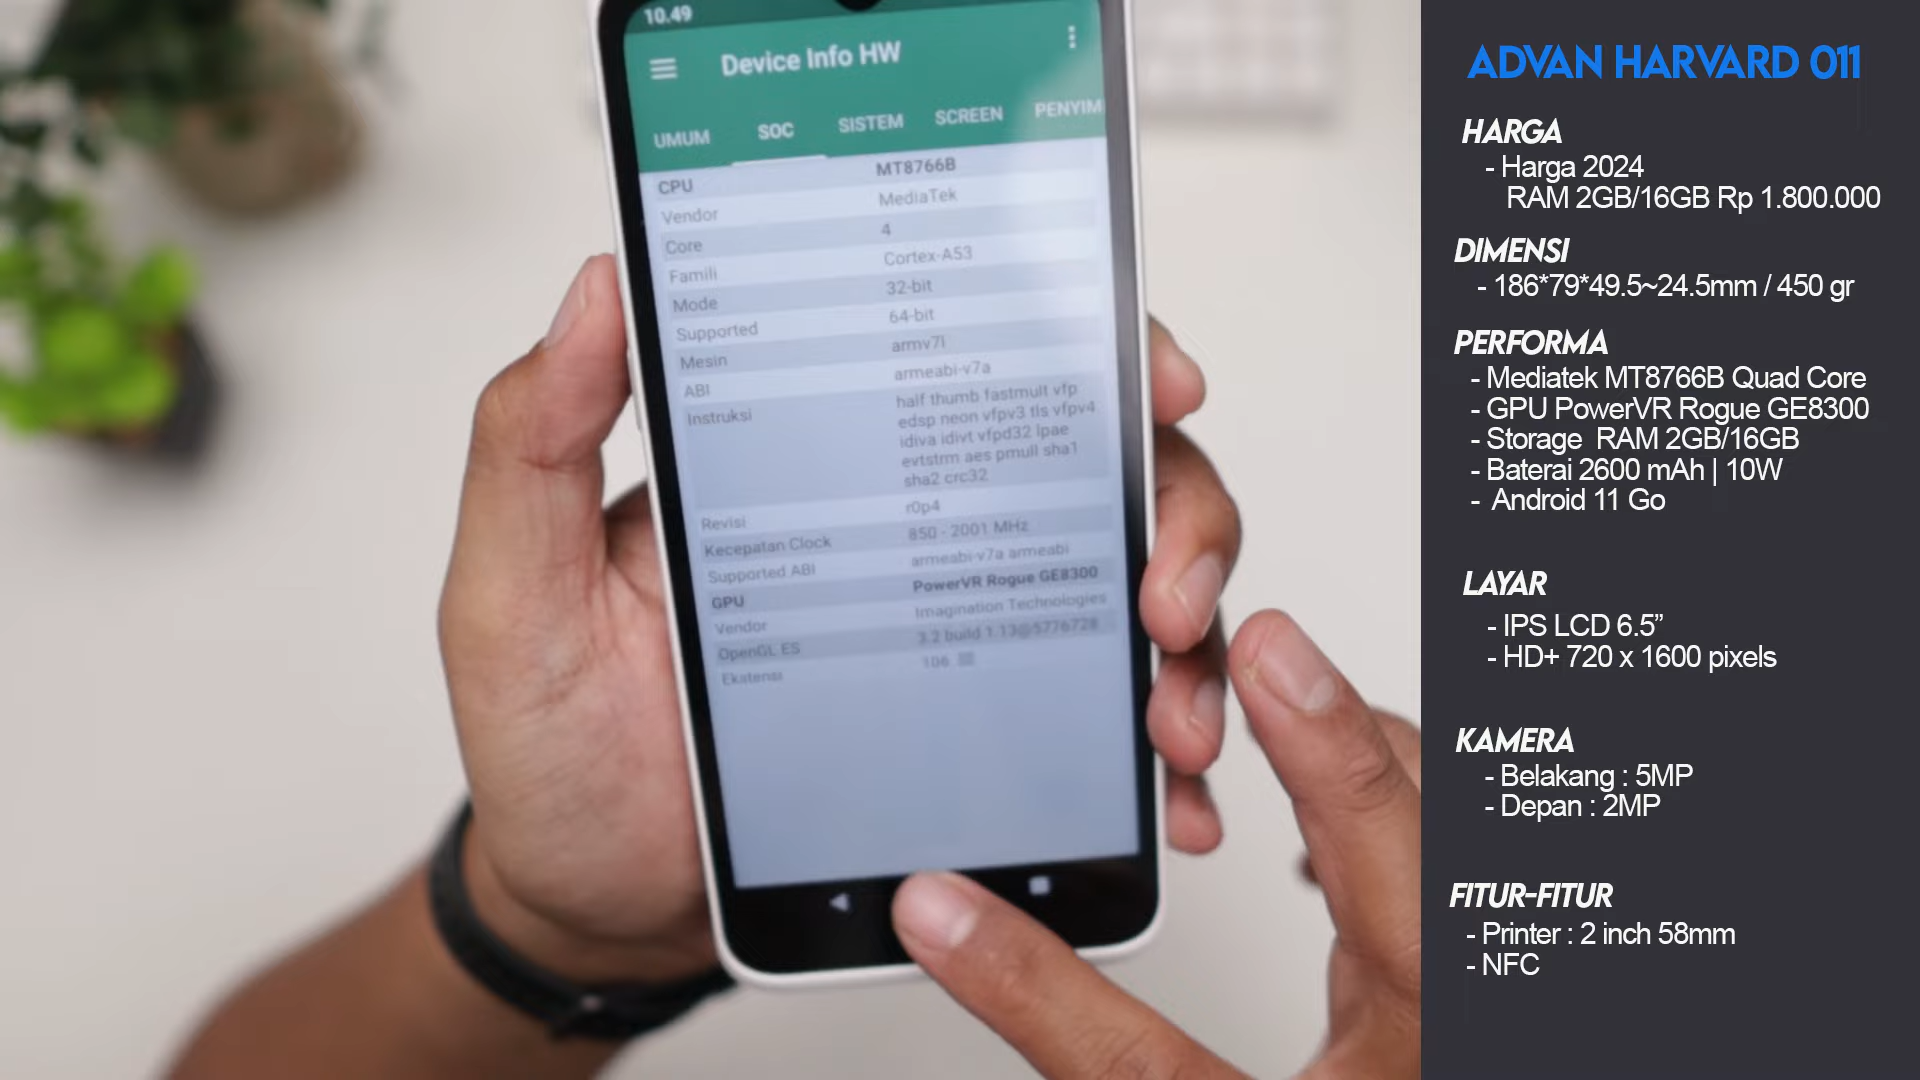 10.49
Device Info HW
UMUM SOC SISTEM SCREEN PENYIM
CPU MT8766B
Vendor MediaTek
Core 4
Famili Cortex-A53
Mode 32-bit
Supported 64-bit
Mesin armv7l
ABI armeabi-v7a
Instruksi half thumb fastmult vfp
edsp neon vfpv3 tls vfpv4
idiva idivt vfpd32 lpae
evtstrm aes pmull sha1
sha2 crc32
Revisi r0p4
Kecepatan Clock 850 - 2001 MHz
Supported ABI armeabi-v7a armeabi
GPU PowerVR Rogue GE8300
Vendor Imagination Technologies
OpenGL ES 3.2 build 1.13@5776728
Ekstensi 106
ADVAN HARVARD 011
HARGA
- Harga 2024
RAM 2GB/16GB Rp 1.800.000
DIMENSI
- 186*79*49.5~24.5mm / 450 gr
PERFORMA
- Mediatek MT8766B Quad Core
- GPU PowerVR Rogue GE8300
- Storage RAM 2GB/16GB
- Baterai 2600 mAh | 10W
- Android 11 Go
LAYAR
- IPS LCD 6.5”
- HD+ 720 x 1600 pixels
KAMERA
- Belakang : 5MP
- Depan : 2MP
FITUR-FITUR
- Printer : 2 inch 58mm
- NFC